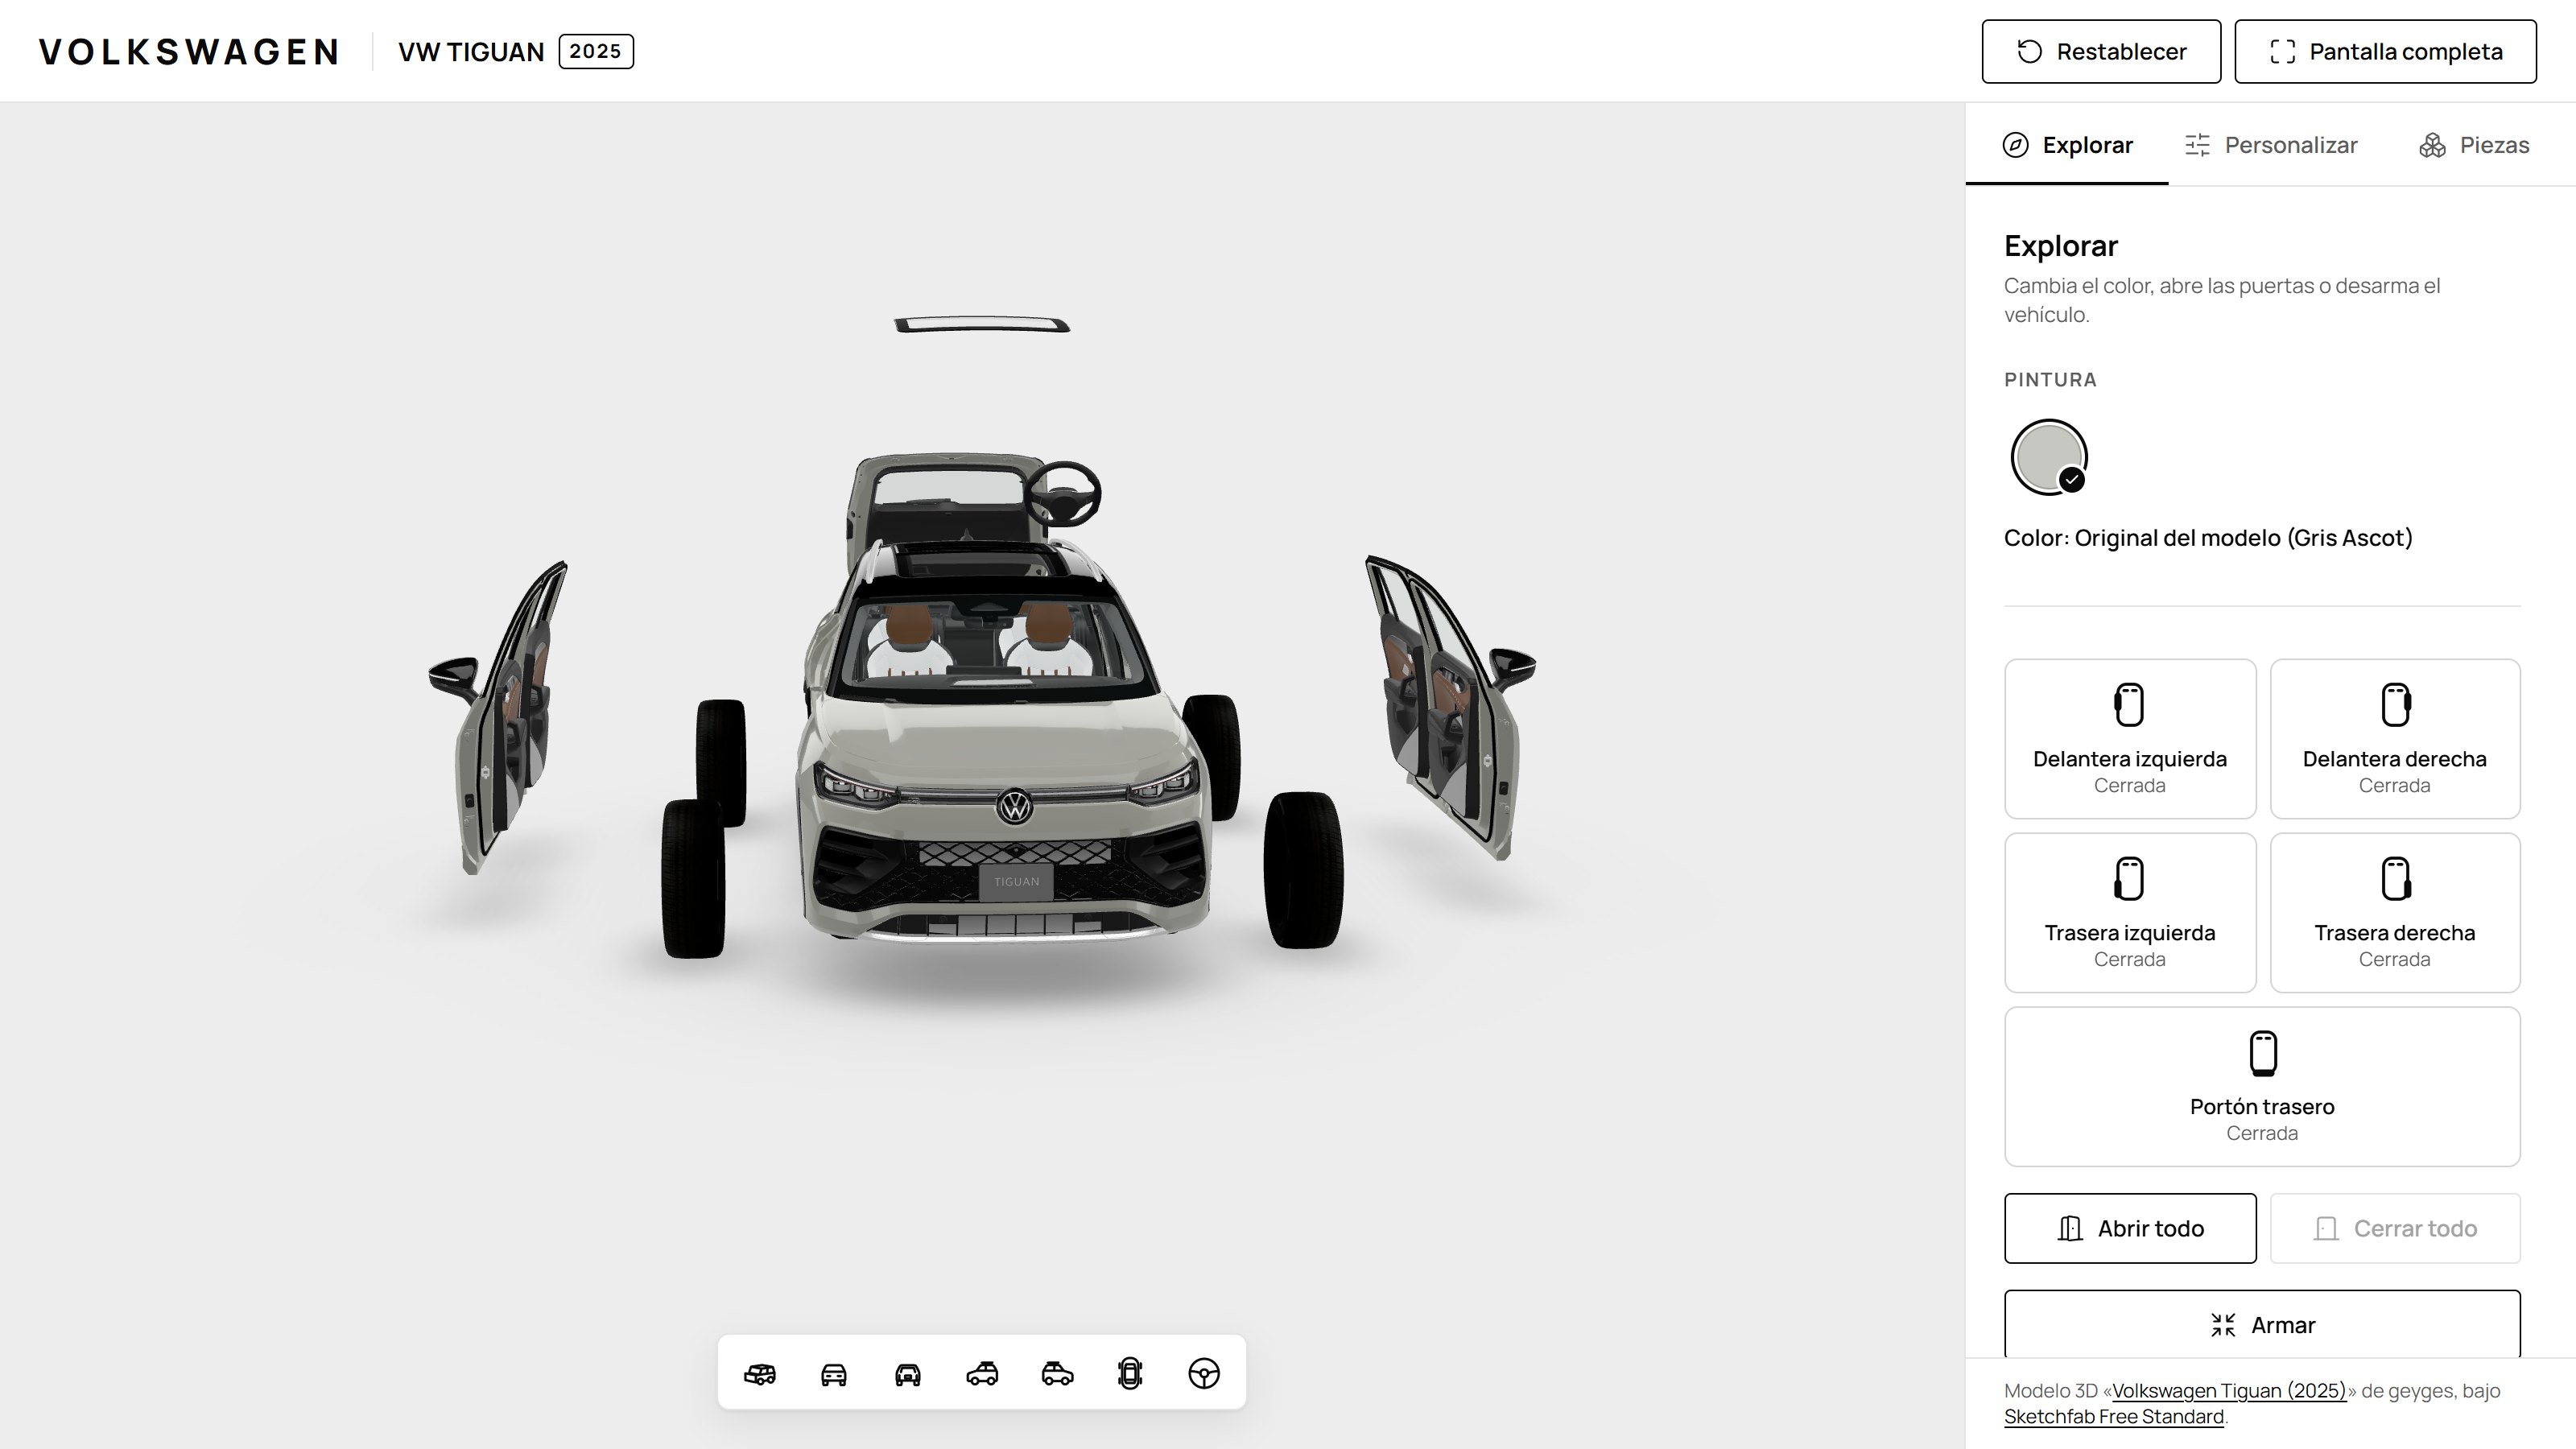 VOLKSWAGEN
VW TIGUAN
2025
Restablecer
Pantalla completa
Explorar
Personalizar
Piezas
Explorar
Cambia el color, abre las puertas o desarma el
vehículo.
PINTURA
Color: Original del modelo (Gris Ascot)
Delantera izquierda
Cerrada
Delantera derecha
Cerrada
Trasera izquierda
Cerrada
Trasera derecha
Cerrada
Portón trasero
Cerrada
Abrir todo
Cerrar todo
Armar
Modelo 3D «Volkswagen Tiguan (2025)» de geyges, bajo
Sketchfab Free Standard.
TIGUAN